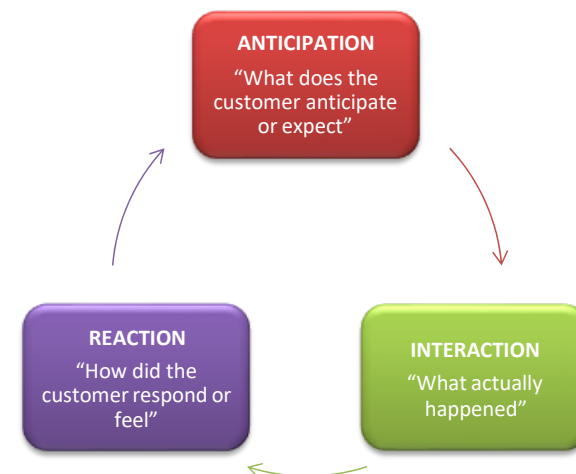 ANTICIPATION
“What does the
customer anticipate
or expect”
INTERACTION
“What actually
happened”
REACTION
“How did the
customer respond or
feel”